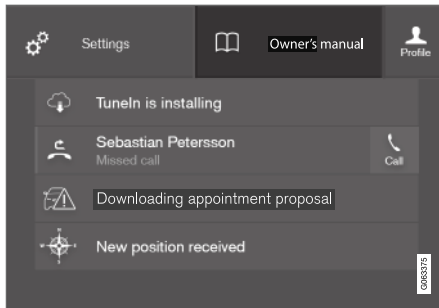 Settings
Owner's manual
Profile
TuneIn is installing
Sebastian Petersson
Missed call
Call
Downloading appointment proposal
New position received
G063375